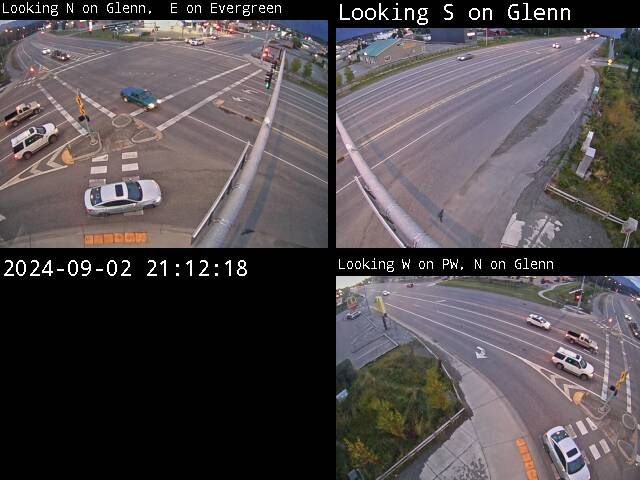 Looking N on Glenn,  E on Evergreen
Looking S on Glenn
2024-09-02 21:12:18
Looking W on PW, N on Glenn